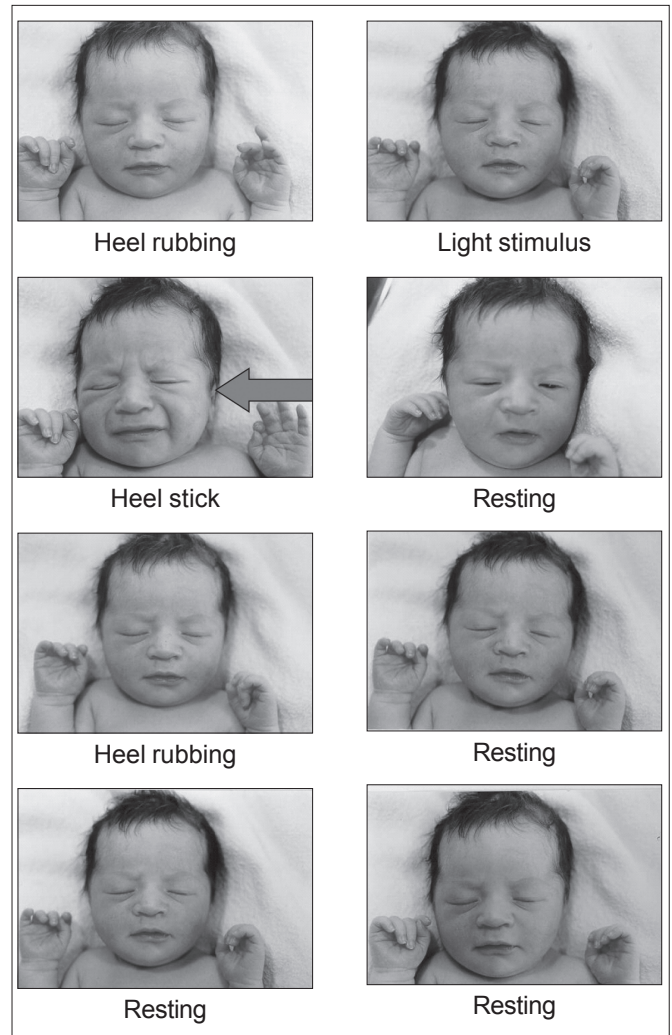 Heel rubbing
Light stimulus
Heel stick
Resting
Heel rubbing
Resting
Resting
Resting